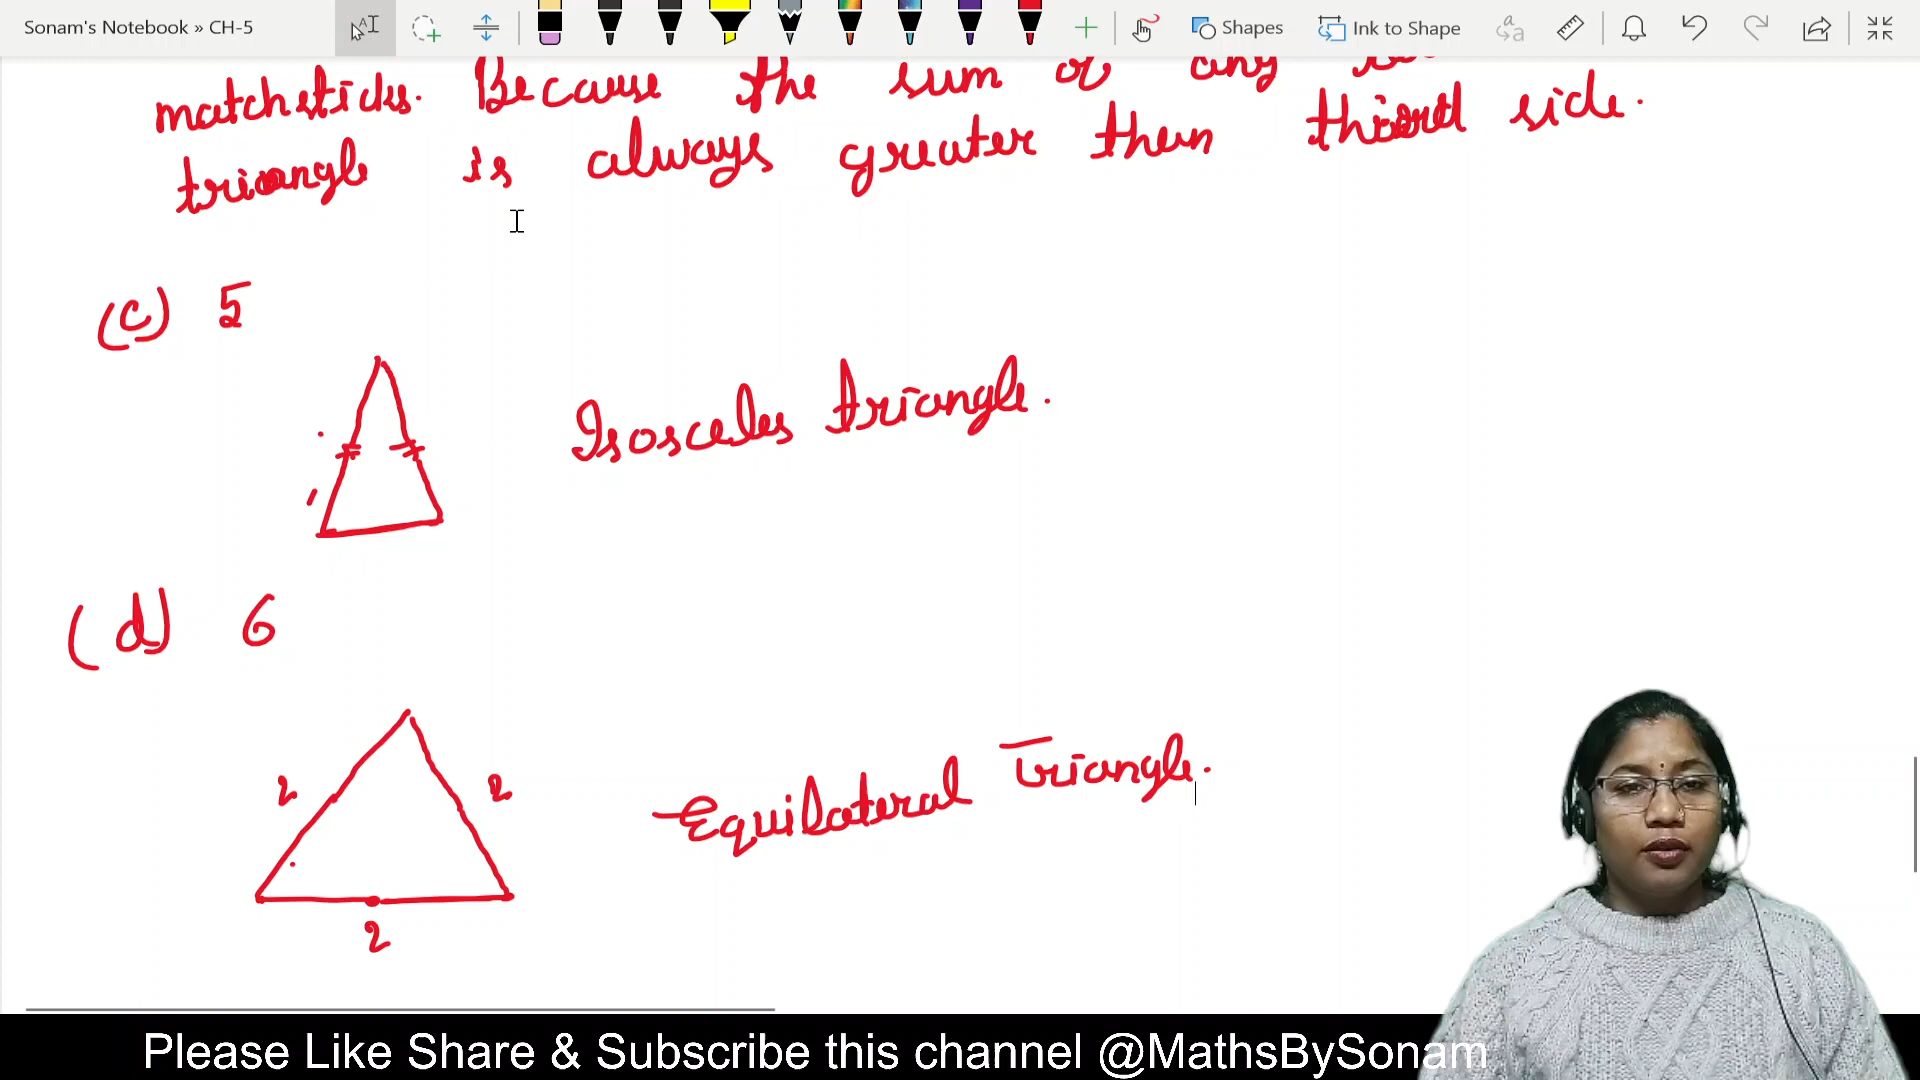 Sonam's Notebook » CH-5
Shapes
Ink to Shape
matchsticks. Because the sum of any
triangle is always greater then third side.
(c) 5
Isosceles triangle.
(d) 6
2
2
Equilateral Triangle.
2
Please Like Share & Subscribe this channel @MathsBySonam